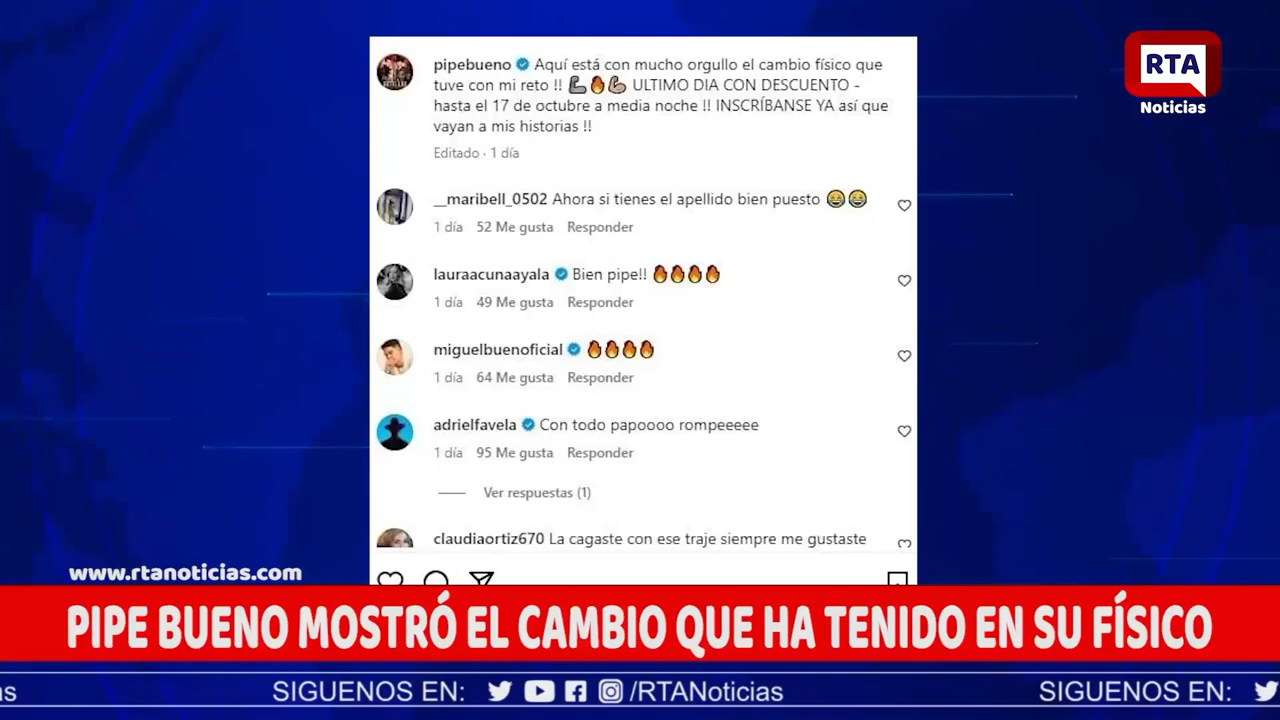 pipebueno Aquí está con mucho orgullo el cambio físico que
tuve con mi reto !! 💪🔥💪 ULTIMO DIA CON DESCUENTO -
hasta el 17 de octubre a media noche !! INSCRÍBANSE YA así que
vayan a mis historias !!
Editado · 1 día
__maribell_0502 Ahora si tienes el apellido bien puesto 😂😂
1 día 52 Me gusta Responder
lauraacunaayala Bien pipe!! 🔥🔥🔥🔥
1 día 49 Me gusta Responder
miguelbuenoficial 🔥🔥🔥🔥
1 día 64 Me gusta Responder
adrielfavela Con todo papoooo rompeeeee
1 día 95 Me gusta Responder
Ver respuestas (1)
claudiaortiz670 La cagaste con ese traje siempre me gustaste
RTA
Noticias
www.rtanoticias.com
PIPE BUENO MOSTRÓ EL CAMBIO QUE HA TENIDO EN SU FÍSICO
as SIGUENOS EN: /RTANoticias SIGUENOS EN: